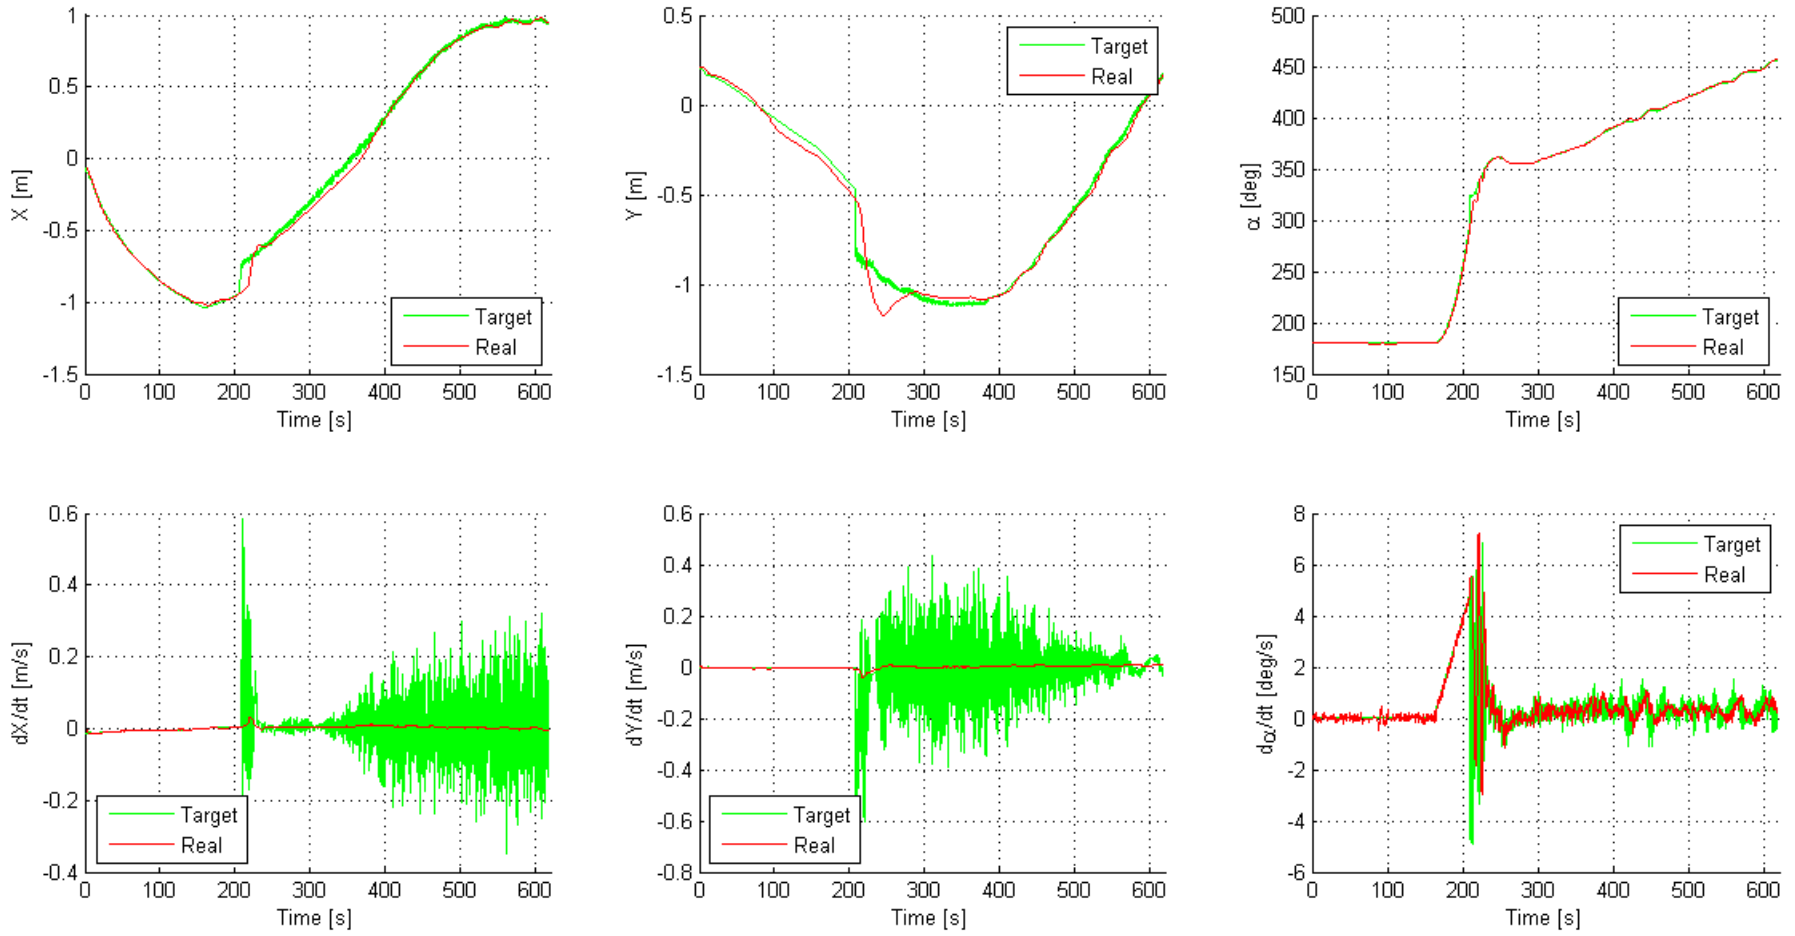 1
0.5
0
-0.5
-1
-1.5
X [m]
0 100 200 300 400 500 600
Time [s]
Target
Real
0.5
0
-0.5
-1
-1.5
Y [m]
0 100 200 300 400 500 600
Time [s]
Target
Real
500
450
400
350
300
250
200
150
α [deg]
0 100 200 300 400 500 600
Time [s]
Target
Real
0.6
0.4
0.2
0
-0.2
-0.4
dX/dt [m/s]
0 100 200 300 400 500 600
Time [s]
Target
Real
0.6
0.4
0.2
0
-0.2
-0.4
-0.6
-0.8
dY/dt [m/s]
0 100 200 300 400 500 600
Time [s]
Target
Real
8
6
4
2
0
-2
-4
-6
dα/dt [deg/s]
0 100 200 300 400 500 600
Time [s]
Target
Real